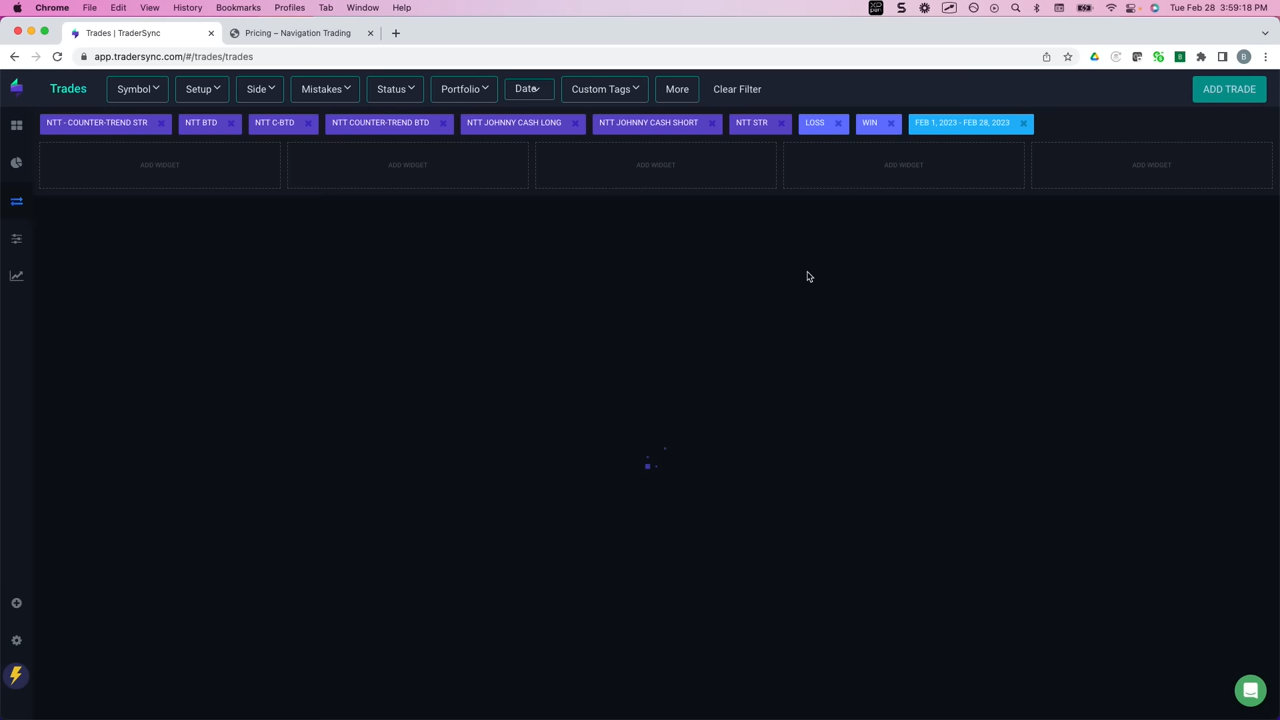 Chrome File Edit View History Bookmarks Profiles Tab Window Help Tue Feb 28 3:59:18 PM
Trades | TraderSync Pricing – Navigation Trading
app.tradersync.com/#/trades/trades
Trades Symbol Setup Side Mistakes Status Portfolio Date Custom Tags More Clear Filter ADD TRADE
NTT - COUNTER-TREND STR NTT BTD NTT C-BTD NTT COUNTER-TREND BTD NTT JOHNNY CASH LONG NTT JOHNNY CASH SHORT NTT STR LOSS WIN FEB 1, 2023 - FEB 28, 2023
ADD WIDGET ADD WIDGET ADD WIDGET ADD WIDGET ADD WIDGET